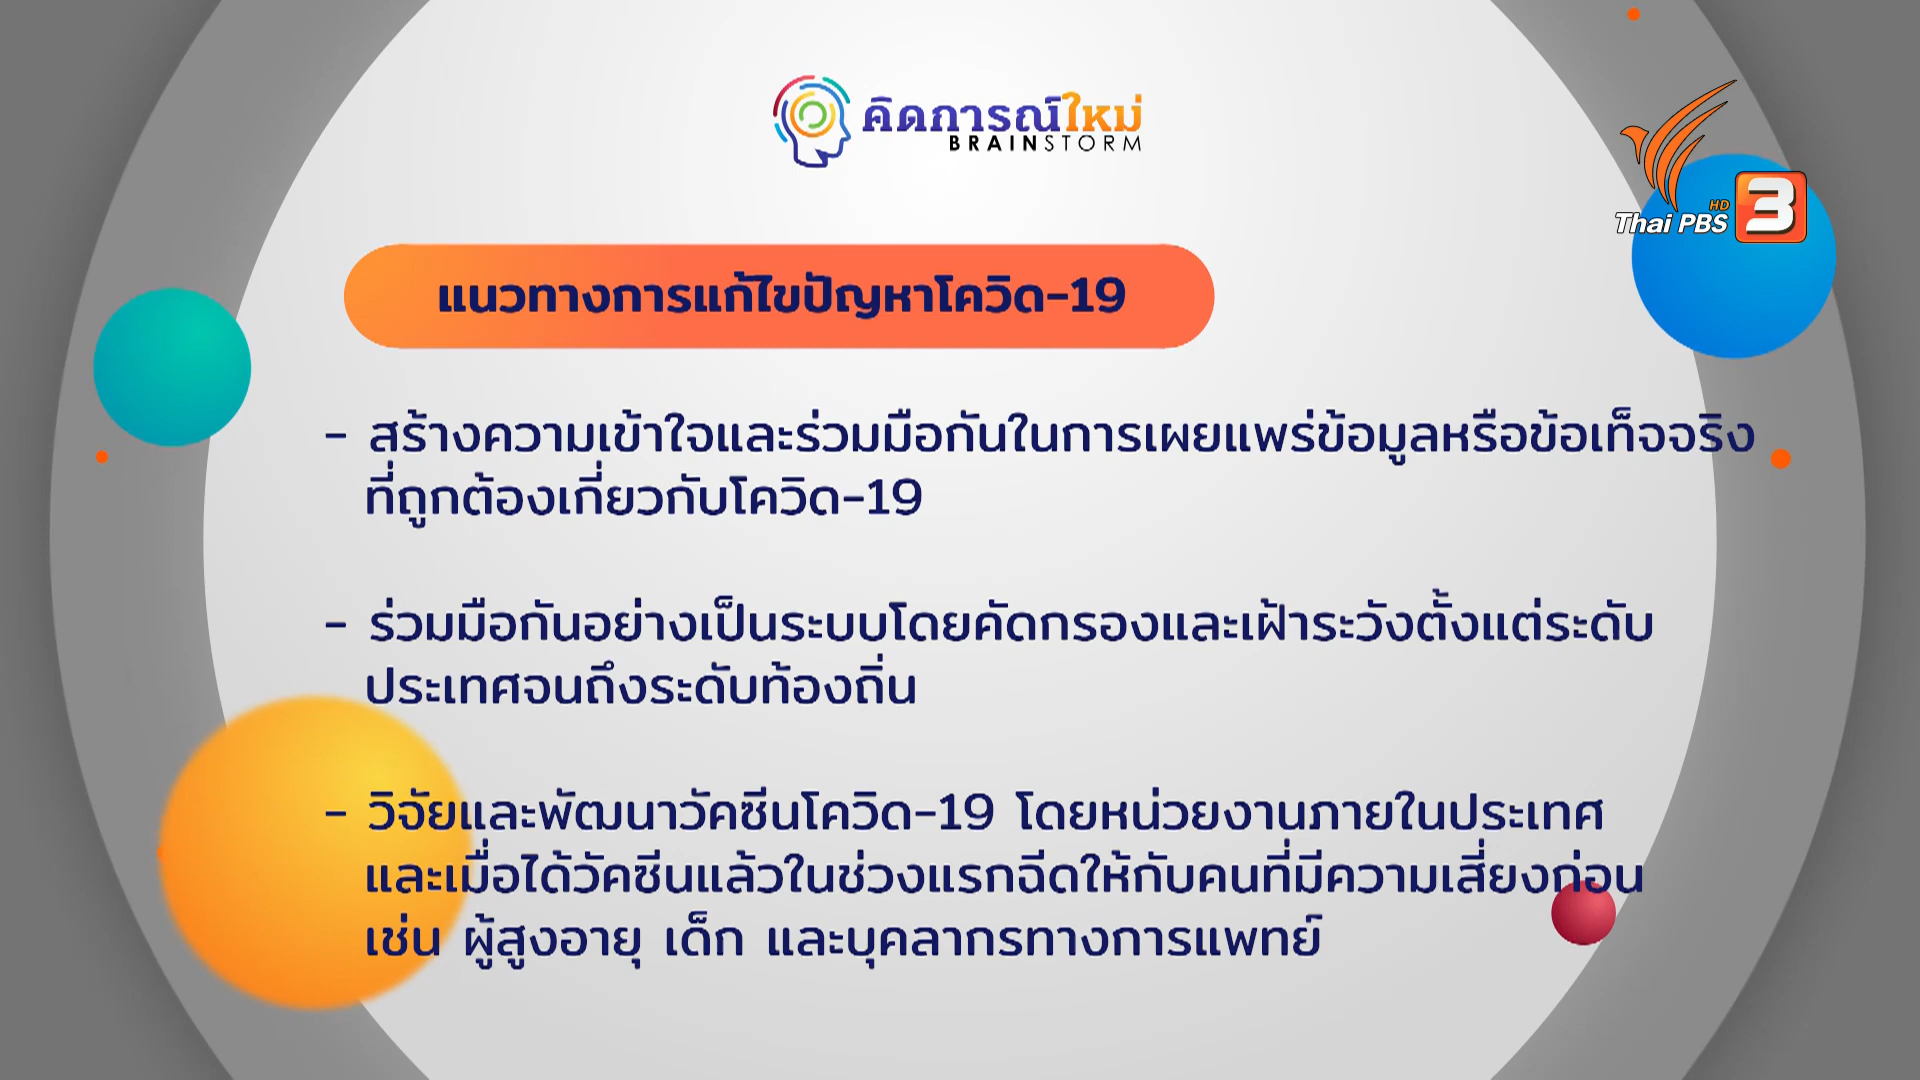 คิดการณ์ใหม่
BRAINSTORM
HD
Thai PBS 3
แนวทางการแก้ไขปัญหาโควิด-19
- สร้างความเข้าใจและร่วมมือกันในการเผยแพร่ข้อมูลหรือข้อเท็จจริง
ที่ถูกต้องเกี่ยวกับโควิด-19
- ร่วมมือกันอย่างเป็นระบบโดยคัดกรองและเฝ้าระวังตั้งแต่ระดับ
ประเทศจนถึงระดับท้องถิ่น
- วิจัยและพัฒนาวัคซีนโควิด-19 โดยหน่วยงานภายในประเทศ
และเมื่อได้วัคซีนแล้วในช่วงแรกฉีดให้กับคนที่มีความเสี่ยงก่อน
เช่น ผู้สูงอายุ เด็ก และบุคลากรทางการแพทย์